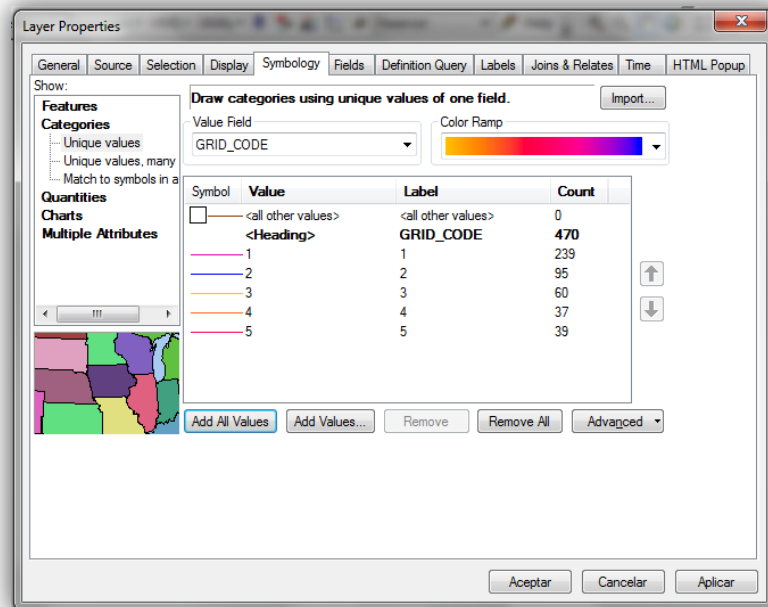 Layer Properties
General Source Selection Display Symbology Fields Definition Query Labels Joins & Relates Time HTML Popup
Show:
Features
Categories
Unique values
Unique values, many
Match to symbols in a
Quantities
Charts
Multiple Attributes
Draw categories using unique values of one field.
Import...
Value Field
GRID_CODE
Color Ramp
Symbol Value Label Count
<all other values> <all other values> 0
<Heading> GRID_CODE 470
1 1 239
2 2 95
3 3 60
4 4 37
5 5 39
Add All Values Add Values... Remove Remove All Advanced
Aceptar Cancelar Aplicar